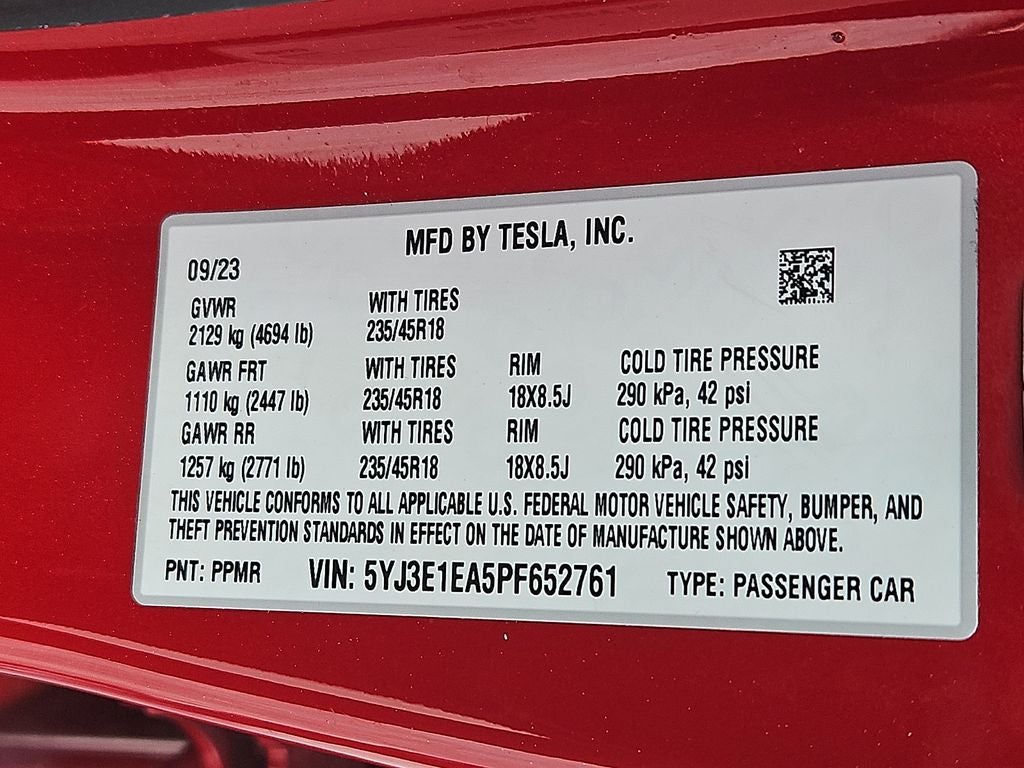 MFD BY TESLA, INC.
09/23
GVWR WITH TIRES
2129 kg (4694 lb) 235/45R18
GAWR FRT WITH TIRES RIM COLD TIRE PRESSURE
1110 kg (2447 lb) 235/45R18 18X8.5J 290 kPa, 42 psi
GAWR RR WITH TIRES RIM COLD TIRE PRESSURE
1257 kg (2771 lb) 235/45R18 18X8.5J 290 kPa, 42 psi
THIS VEHICLE CONFORMS TO ALL APPLICABLE U.S. FEDERAL MOTOR VEHICLE SAFETY, BUMPER, AND
THEFT PREVENTION STANDARDS IN EFFECT ON THE DATE OF MANUFACTURE SHOWN ABOVE.
PNT: PPMR VIN: 5YJ3E1EA5PF652761 TYPE: PASSENGER CAR